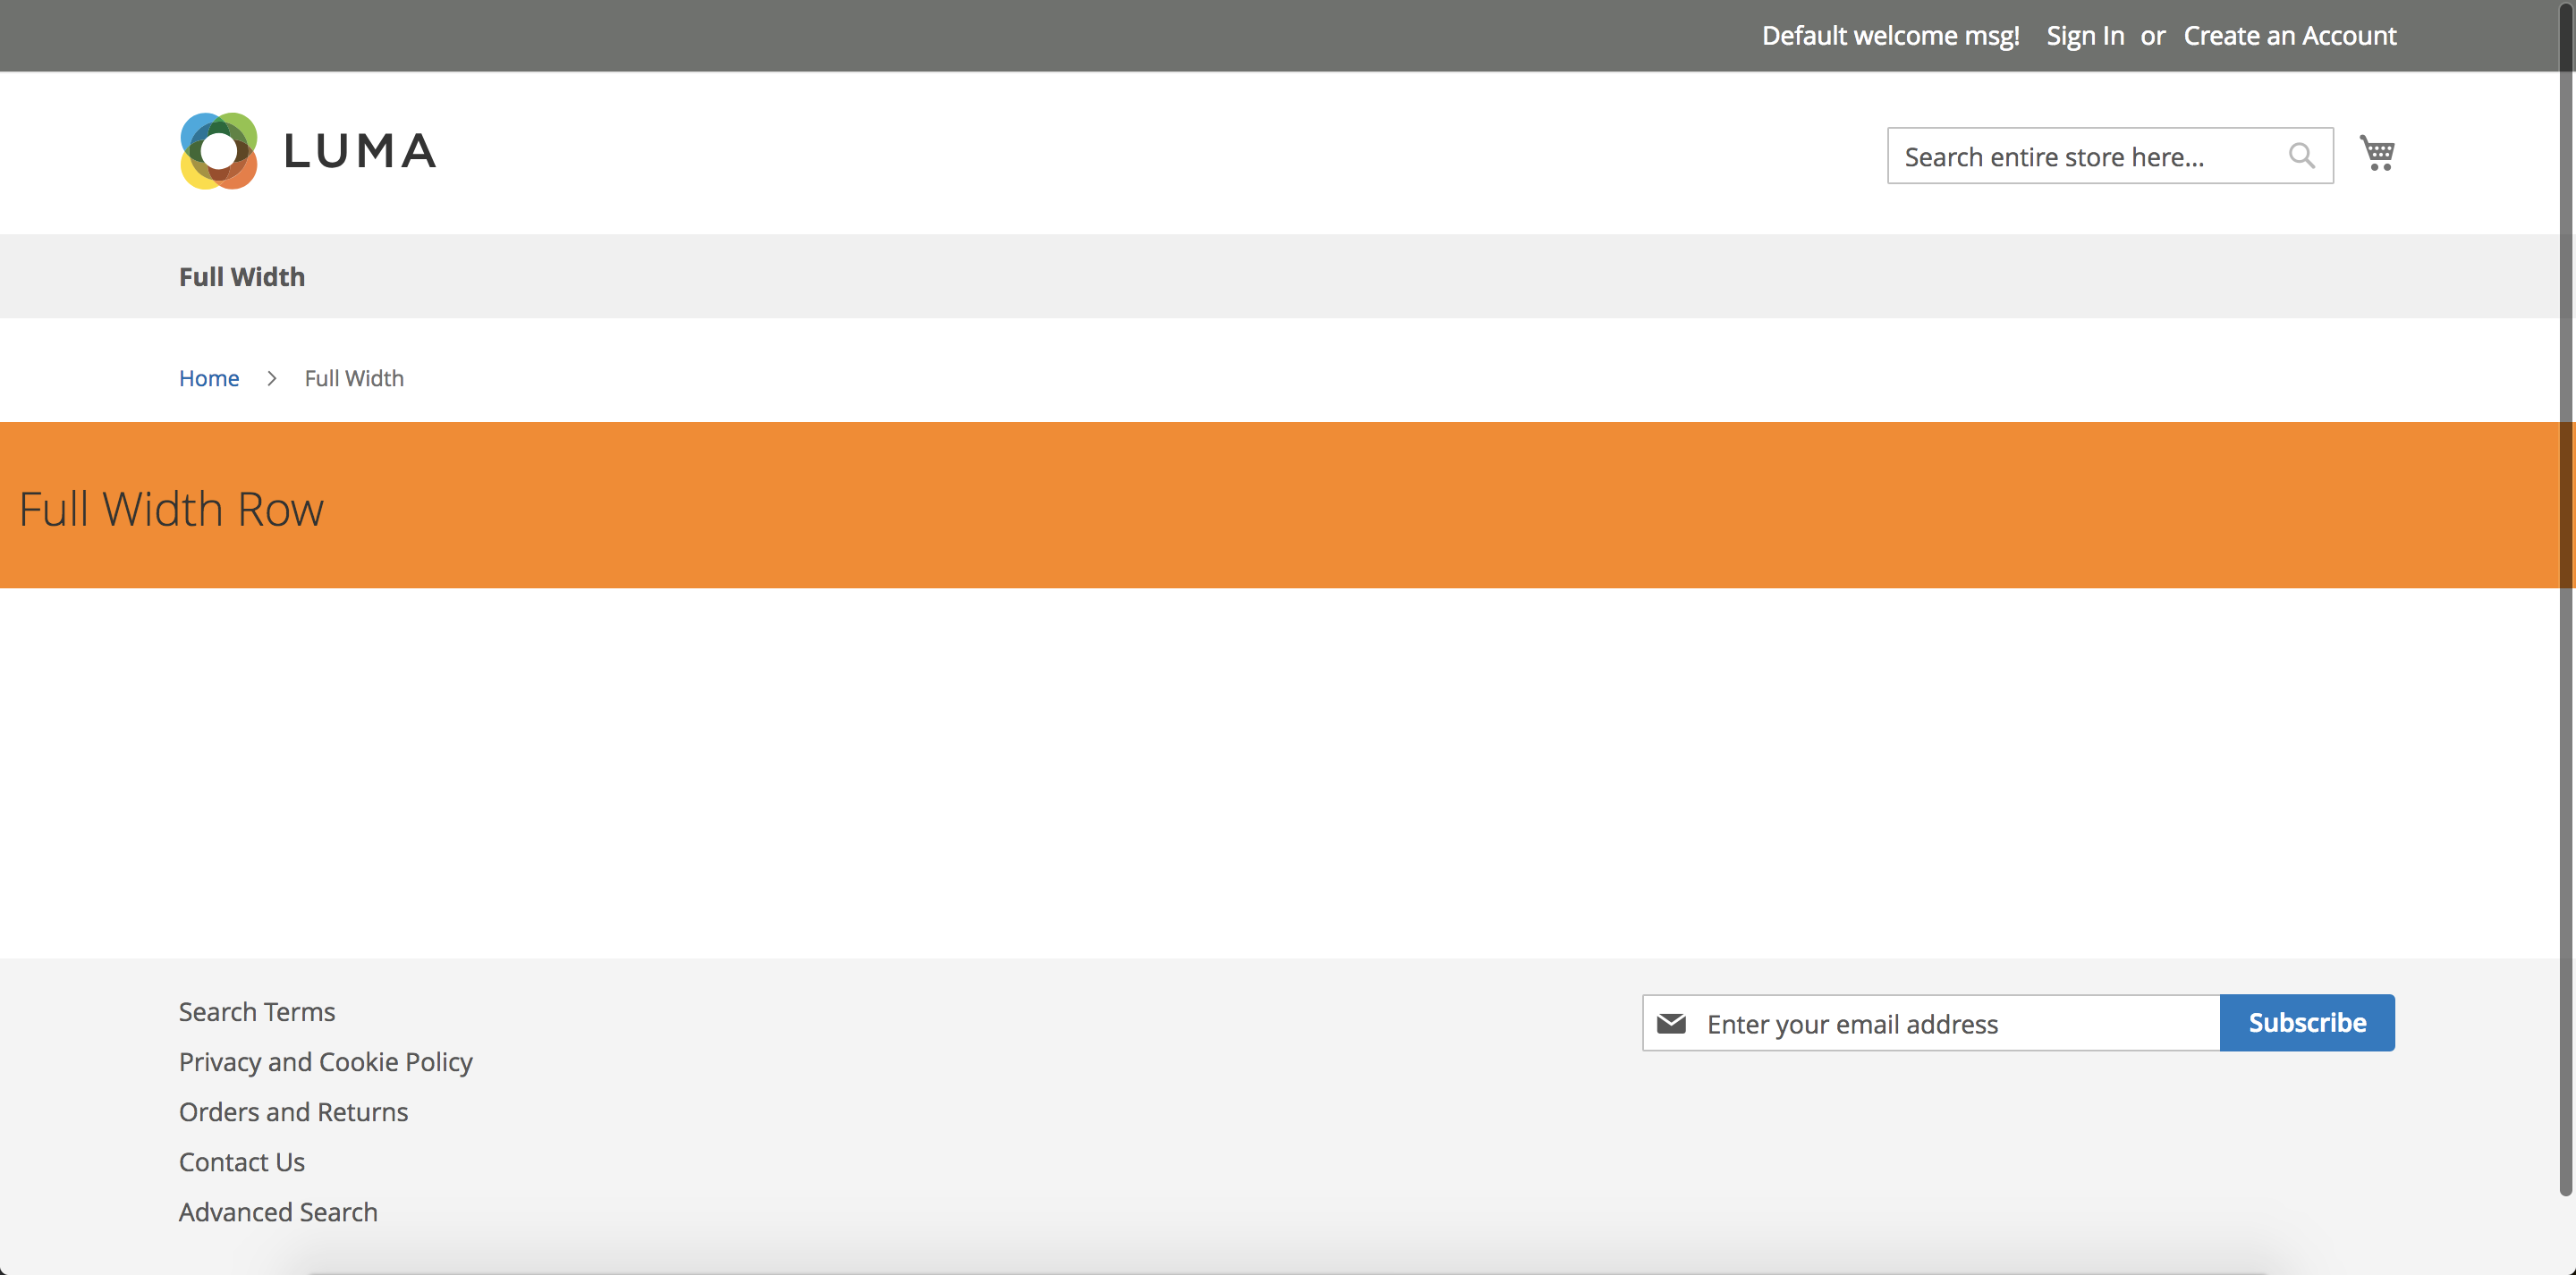 Default welcome msg! Sign In or Create an Account
LUMA
Search entire store here...
Full Width
Home > Full Width
Full Width Row
Search Terms
Privacy and Cookie Policy
Orders and Returns
Contact Us
Advanced Search
Enter your email address
Subscribe